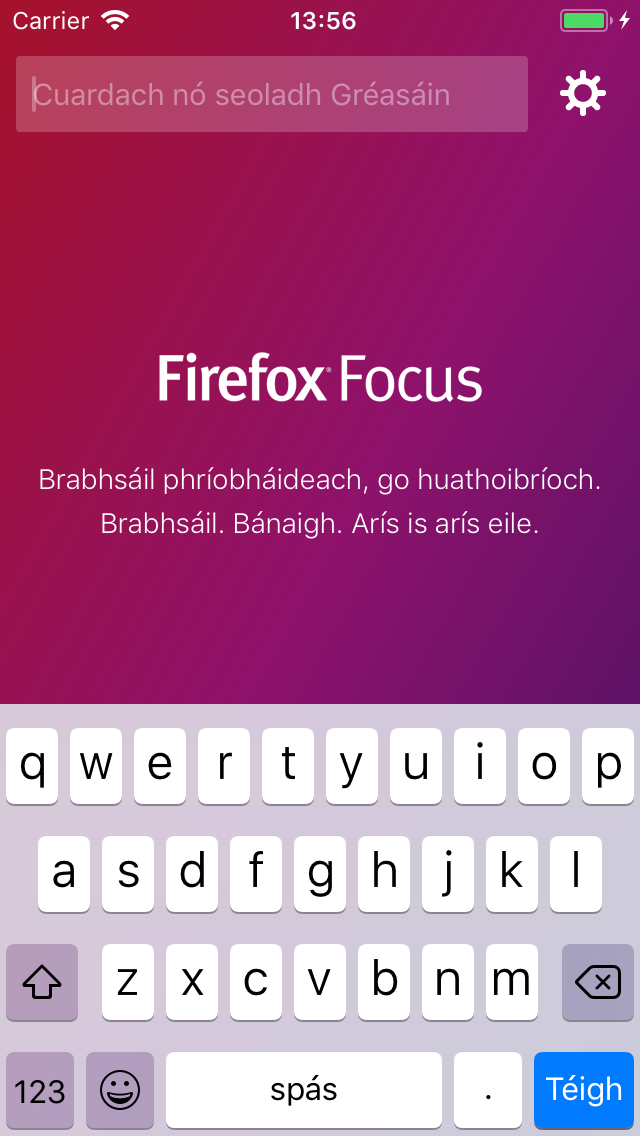 Carrier 13:56
Cuardach nó seoladh Gréasáin
Firefox® Focus
Brabhsáil phríobháideach, go huathoibríoch.
Brabhsáil. Bánaigh. Arís is arís eile.
q w e r t y u i o p
a s d f g h j k l
z x c v b n m
123 spás . Téigh